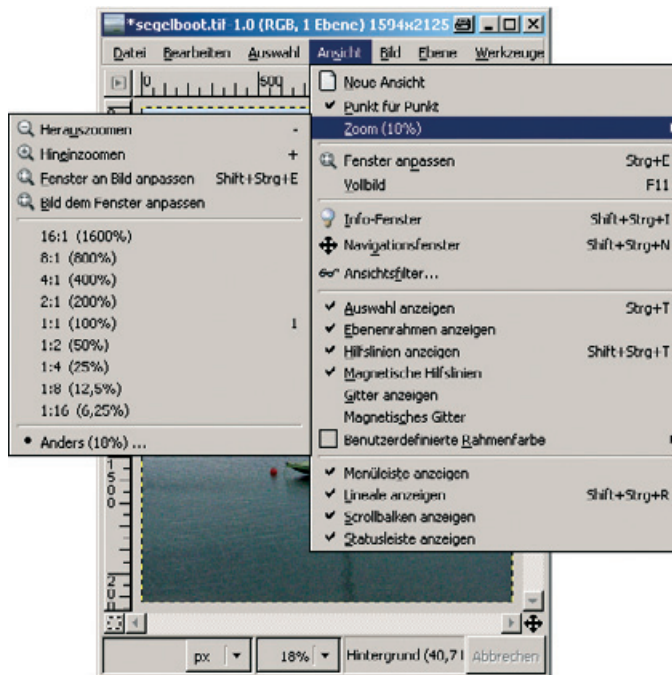 *segelboot.tif-1.0 (RGB, 1 Ebene) 1594x2125
Datei Bearbeiten Auswahl Ansicht Bild Ebene Werkzeuge
0 500
Neue Ansicht
Punkt für Punkt
Zoom (10%)
Fenster anpassen Strg+E
Vollbild F11
Info-Fenster Shift+Strg+I
Navigationsfenster Shift+Strg+N
Ansichtsfilter...
Auswahl anzeigen Strg+T
Ebenenrahmen anzeigen
Hilfslinien anzeigen Shift+Strg+T
Magnetische Hilfslinien
Gitter anzeigen
Magnetisches Gitter
Benutzerdefinierte Rahmenfarbe
Menüleiste anzeigen
Lineale anzeigen Shift+Strg+R
Scrollbalken anzeigen
Statusleiste anzeigen
Herauszoomen -
Hineinzoomen +
Fenster an Bild anpassen Shift+Strg+E
Bild dem Fenster anpassen
16:1 (1600%)
8:1 (800%)
4:1 (400%)
2:1 (200%)
1:1 (100%) 1
1:2 (50%)
1:4 (25%)
1:8 (12,5%)
1:16 (6,25%)
Anders (18%) ...
1500
px 18% Hintergrund (40,7 Abbrechen